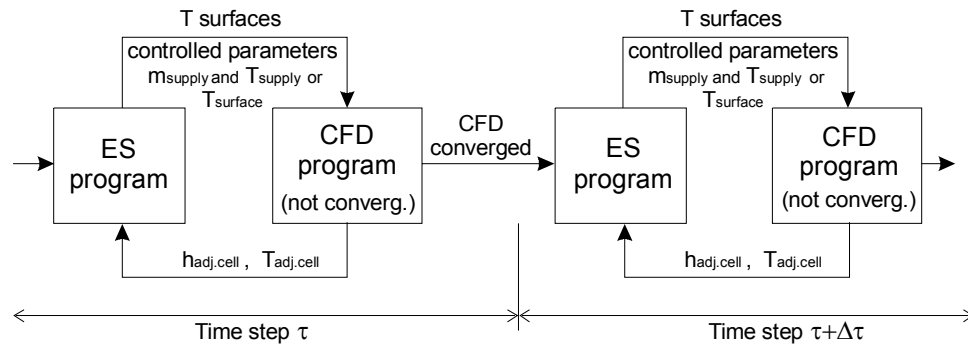 T surfaces
controlled parameters
msupply and Tsupply or
Tsurface
ES
program
CFD
program
(not converg.)
hadj.cell , Tadj.cell
CFD
converged
T surfaces
controlled parameters
msupply and Tsupply or
Tsurface
ES
program
CFD
program
(not converg.)
hadj.cell , Tadj.cell
Time step τ
Time step τ+Δτ